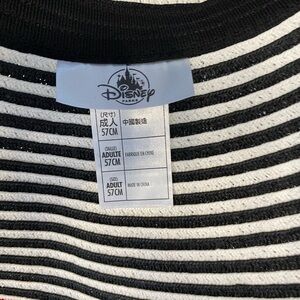 Disney
PARKS
(尺寸)
成人 中國製造
57CM
(TAILLE)
ADULTE FABRIQUÉ EN CHINE
57CM
(SIZE)
ADULT MADE IN CHINA
57CM